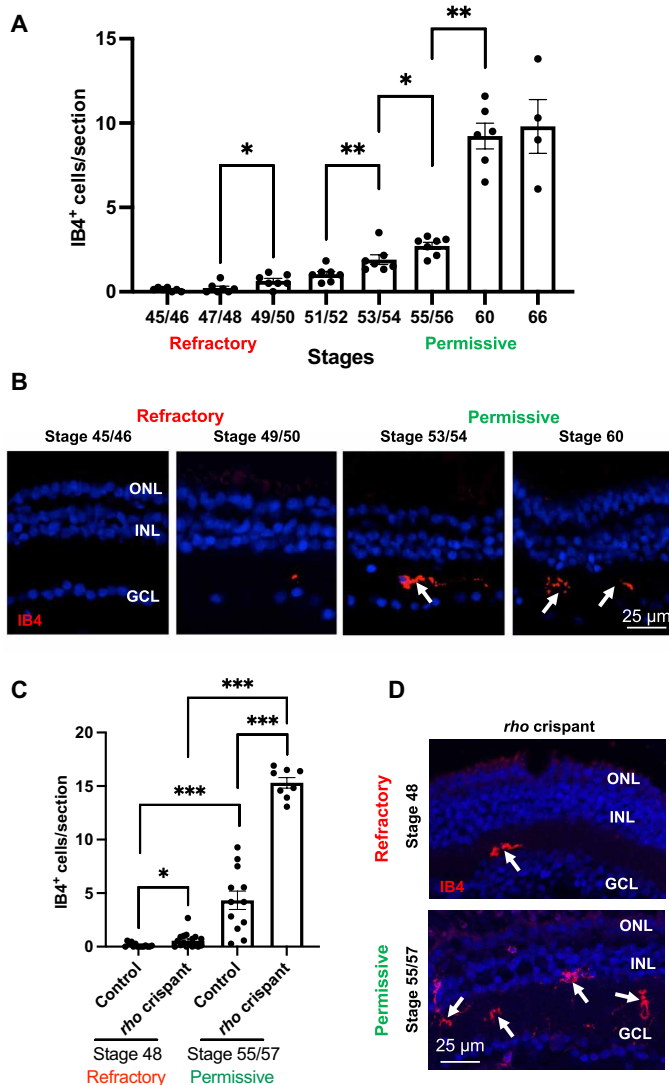 A
IB4⁺ cells/section
15
10
5
0
**
*
**
*
45/46 47/48 49/50 51/52 53/54 55/56 60 66
Refractory Permissive
Stages
B
Refractory Permissive
Stage 45/46 Stage 49/50 Stage 53/54 Stage 60
ONL
INL
GCL
IB4
25 µm
C
IB4⁺ cells/section
20
15
10
5
0
***
***
***
*
Control
rho crispant
Control
rho crispant
Stage 48 Stage 55/57
Refractory Permissive
D
rho crispant
Refractory
Stage 48
ONL
INL
IB4
GCL
Permissive
Stage 55/57
ONL
INL
GCL
25 µm